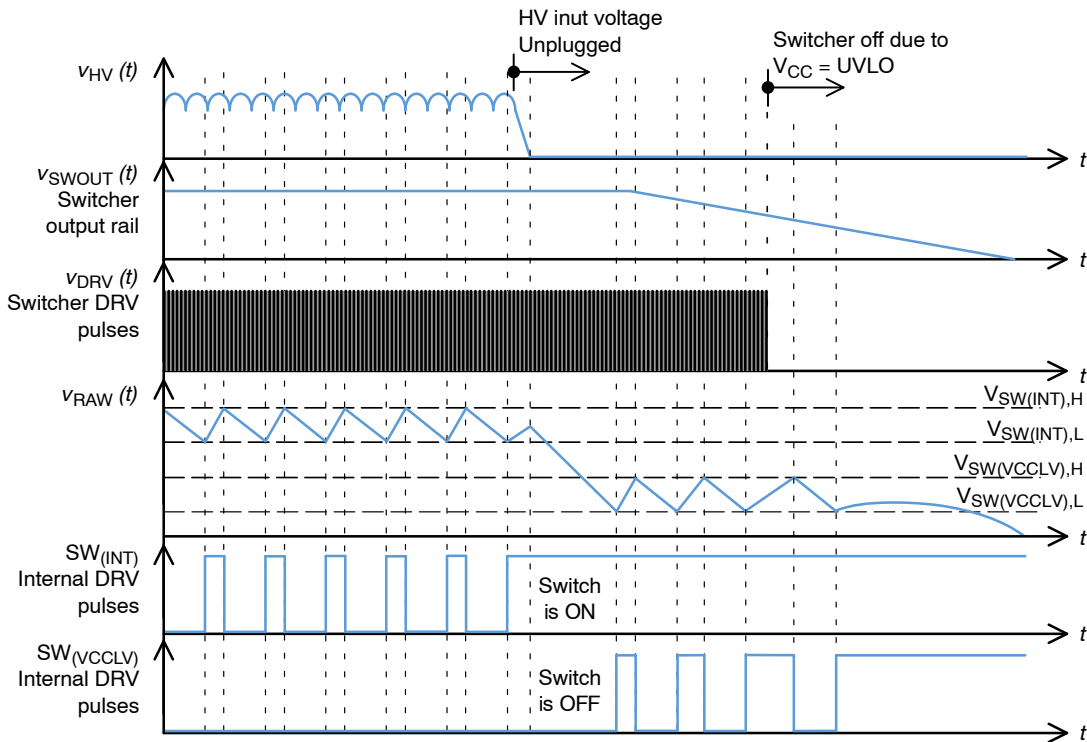 HV inut voltage
Unplugged
Switcher off due to
VCC = UVLO
vHV (t)
t
vSWOUT (t)
Switcher
output rail
t
vDRV (t)
Switcher DRV
pulses
t
vRAW (t)
VSW(INT),H
VSW(INT),L
VSW(VCCLV),H
VSW(VCCLV),L
t
SW(INT)
Internal DRV
pulses
Switch
is ON
t
SW(VCCLV)
Internal DRV
pulses
Switch
is OFF
t